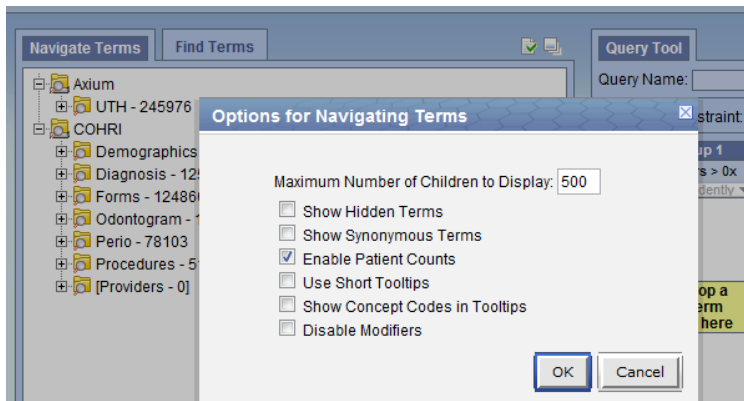 Navigate Terms
Find Terms
Query Tool
Query Name:
Axium
UTH - 245976
COHRI
Demographics
Diagnosis - 12
Forms - 12486
Odontogram -
Perio - 78103
Procedures - 5
[Providers - 0]
Options for Navigating Terms
Maximum Number of Children to Display: 500
Show Hidden Terms
Show Synonymous Terms
Enable Patient Counts
Use Short Tooltips
Show Concept Codes in Tooltips
Disable Modifiers
OK
Cancel
straint:
up 1
s > 0x
dently
op a
erm
here